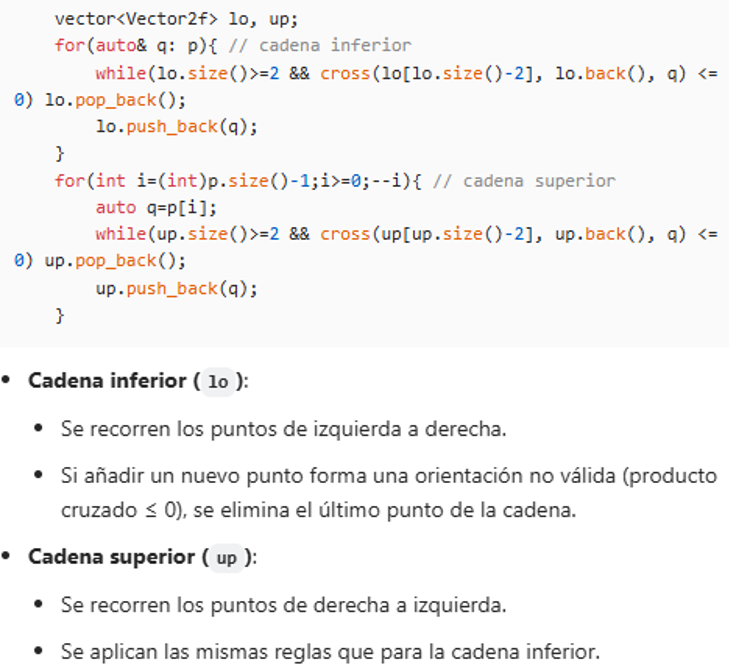 vector<Vector2f> lo, up;
for(auto& q: p){ // cadena inferior
while(lo.size()>=2 && cross(lo[lo.size()-2], lo.back(), q) <=
0) lo.pop_back();
lo.push_back(q);
}
for(int i=(int)p.size()-1;i>=0;--i){ // cadena superior
auto q=p[i];
while(up.size()>=2 && cross(up[up.size()-2], up.back(), q) <=
0) up.pop_back();
up.push_back(q);
}
• Cadena inferior ( lo ):
• Se recorren los puntos de izquierda a derecha.
• Si añadir un nuevo punto forma una orientación no válida (producto
cruzado ≤ 0), se elimina el último punto de la cadena.
• Cadena superior ( up ):
• Se recorren los puntos de derecha a izquierda.
• Se aplican las mismas reglas que para la cadena inferior.